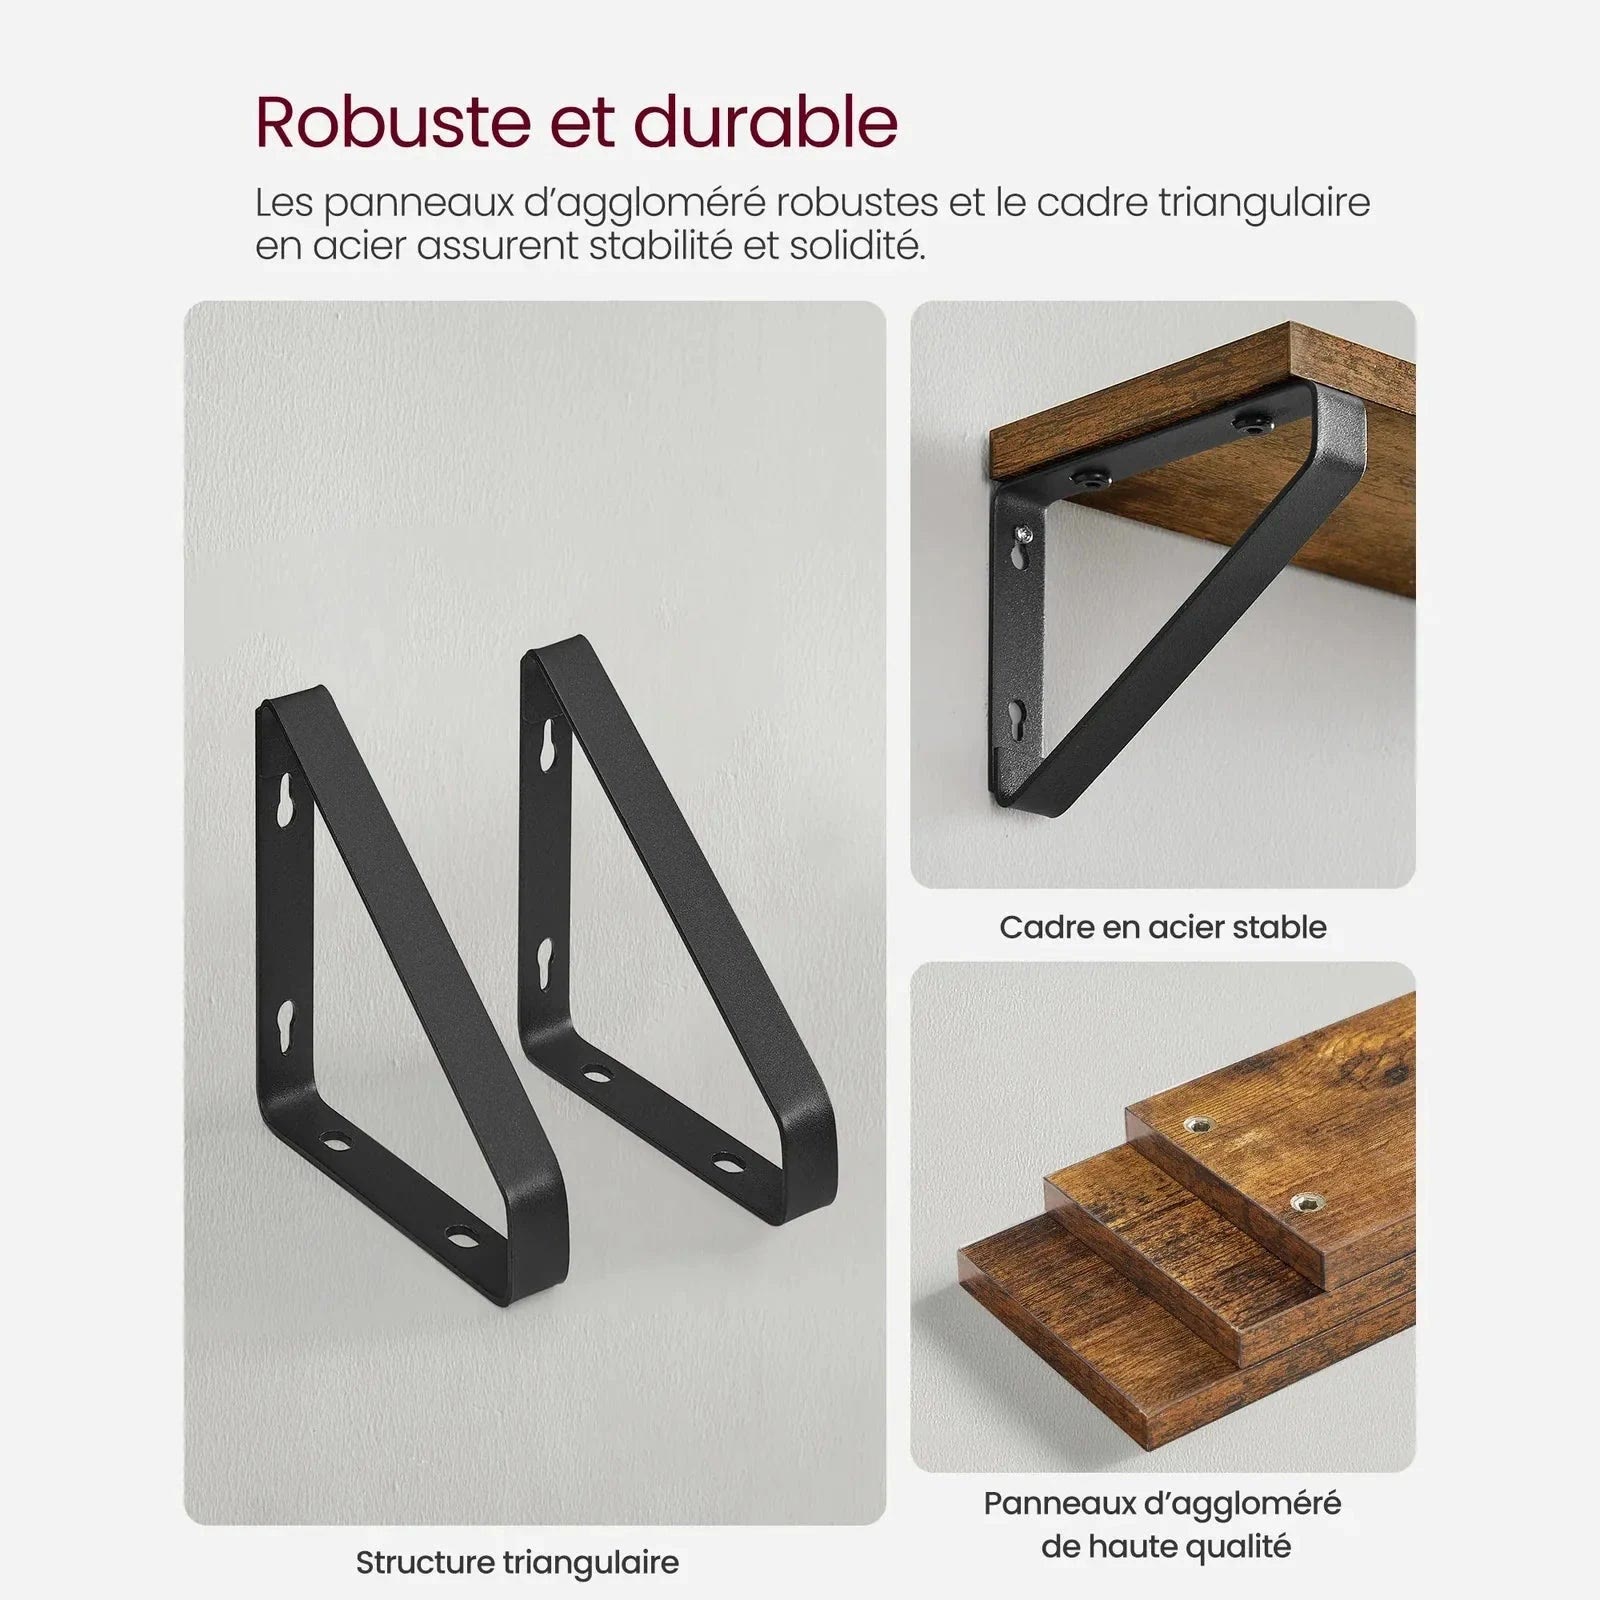 Robuste et durable
Les panneaux d’aggloméré robustes et le cadre triangulaire
en acier assurent stabilité et solidité.
Cadre en acier stable
Panneaux d’aggloméré
de haute qualité
Structure triangulaire